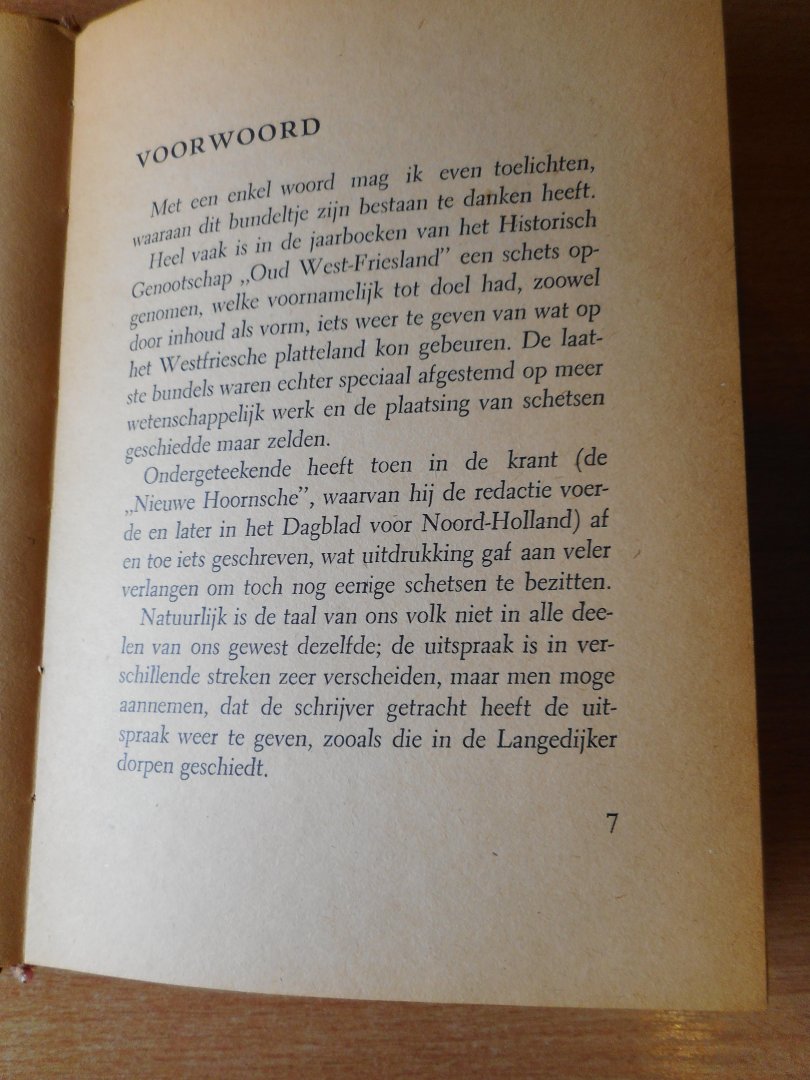 VOORWOORD
Met een enkel woord mag ik even toelichten,
waaraan dit bundeltje zijn bestaan te danken heeft.
Heel vaak is in de jaarboeken van het Historisch
Genootschap „Oud West-Friesland” een schets op-
genomen, welke voornamelijk tot doel had, zoowel
door inhoud als vorm, iets weer te geven van wat op
het Westfriesche platteland kon gebeuren. De laat-
ste bundels waren echter speciaal afgestemd op meer
wetenschappelijk werk en de plaatsing van schetsen
geschiedde maar zelden.
Ondergeteekende heeft toen in de krant (de
„Nieuwe Hoornsche”, waarvan hij de redactie voer-
de en later in het Dagblad voor Noord-Holland) af
en toe iets geschreven, wat uitdrukking gaf aan veler
verlangen om toch nog eenige schetsen te bezitten.
Natuurlijk is de taal van ons volk niet in alle dee-
len van ons gewest dezelfde; de uitspraak is in ver-
schillende streken zeer verscheiden, maar men moge
aannemen, dat de schrijver getracht heeft de uit-
spraak weer te geven, zooals die in de Langedijker
dorpen geschiedt.
7